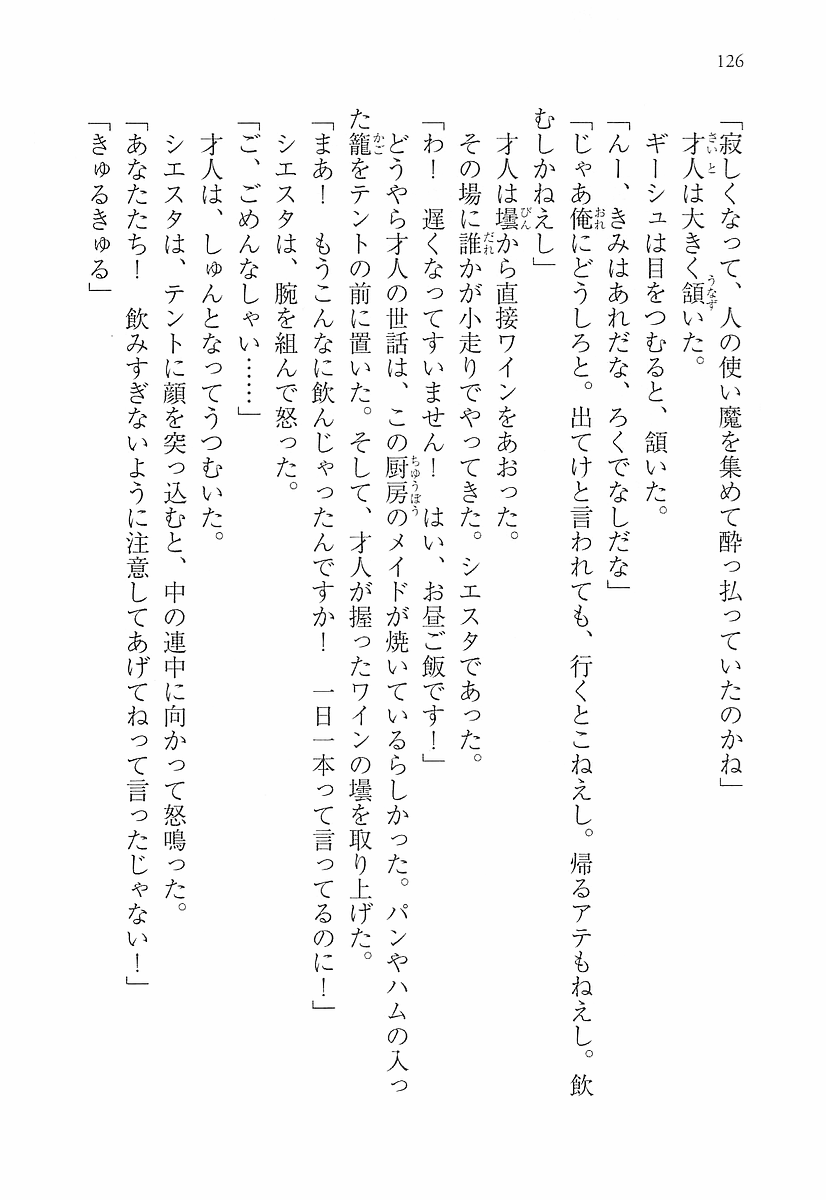 126
「寂しくなって、人の使い魔を集めて酔っ払っていたのかね」
才人は大きく頷いた。
ギーシュは目をつむると、頷いた。
「んー、きみはあれだな、ろくでなしだな」
「じゃあ俺にどうしろと。出てけと言われても、行くとこねえし。帰るアテもねえし。飲
むしかねえし」
才人は壜から直接ワインをあおった。
その場に誰かが小走りでやってきた。シエスタであった。
「わ！　遅くなってすいません！　はい、お昼ご飯です！」
どうやら才人の世話は、この厨房のメイドが焼いているらしかった。パンやハムの入っ
た籠をテントの前に置いた。そして、才人が握ったワインの壜を取り上げた。
「まあ！　もうこんなに飲んじゃったんですか！　一日一本って言ってるのに！」
シエスタは、腕を組んで怒った。
「ご、ごめんなしゃい……」
才人は、しゅんとなってうつむいた。
シエスタは、テントに顔を突っ込むと、中の連中に向かって怒鳴った。
「あなたたち！　飲みすぎないように注意してあげてねって言ったじゃない！」
「きゅるきゅる」